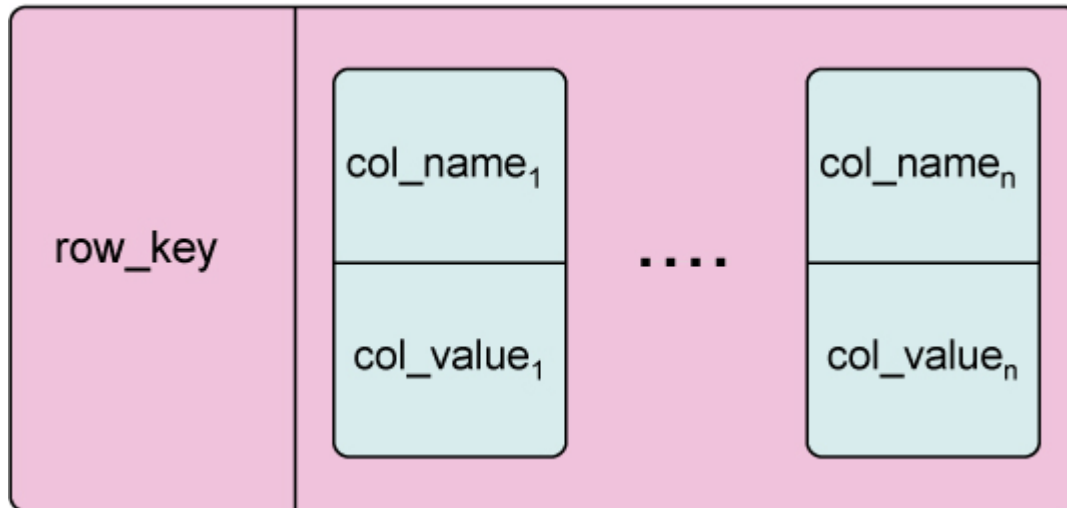 col_name₁
col_nameₙ
row_key
....
col_value₁
col_valueₙ